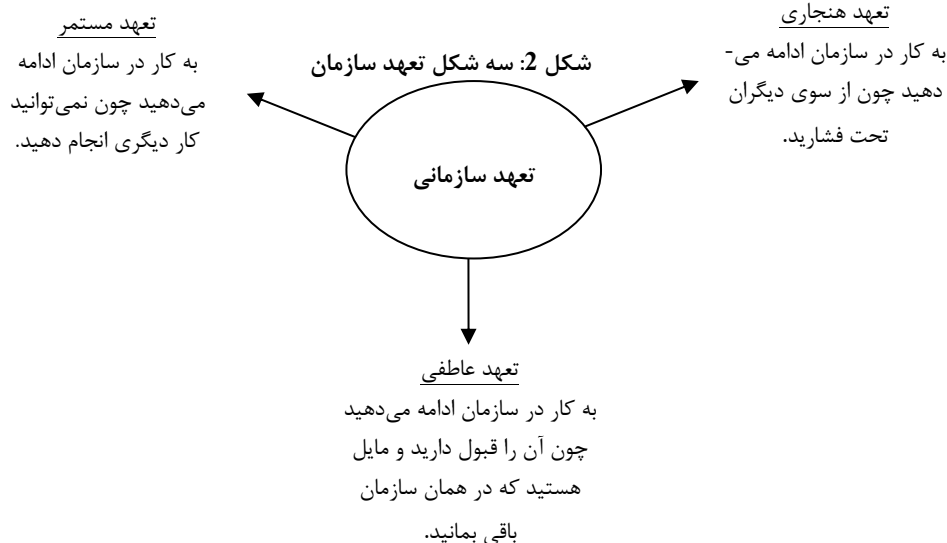 تعهد هنجاری
به کار در سازمان ادامه می-
دهید چون از سوی دیگران
تحت فشارید.
شکل 2: سه شکل تعهد سازمان
تعهد مستمر
به کار در سازمان ادامه
می‌دهید چون نمی‌توانید
کار دیگری انجام دهید.
تعهد سازمانی
تعهد عاطفی
به کار در سازمان ادامه می‌دهید
چون آن را قبول دارید و مایل
هستید که در همان سازمان
باقی بمانید.